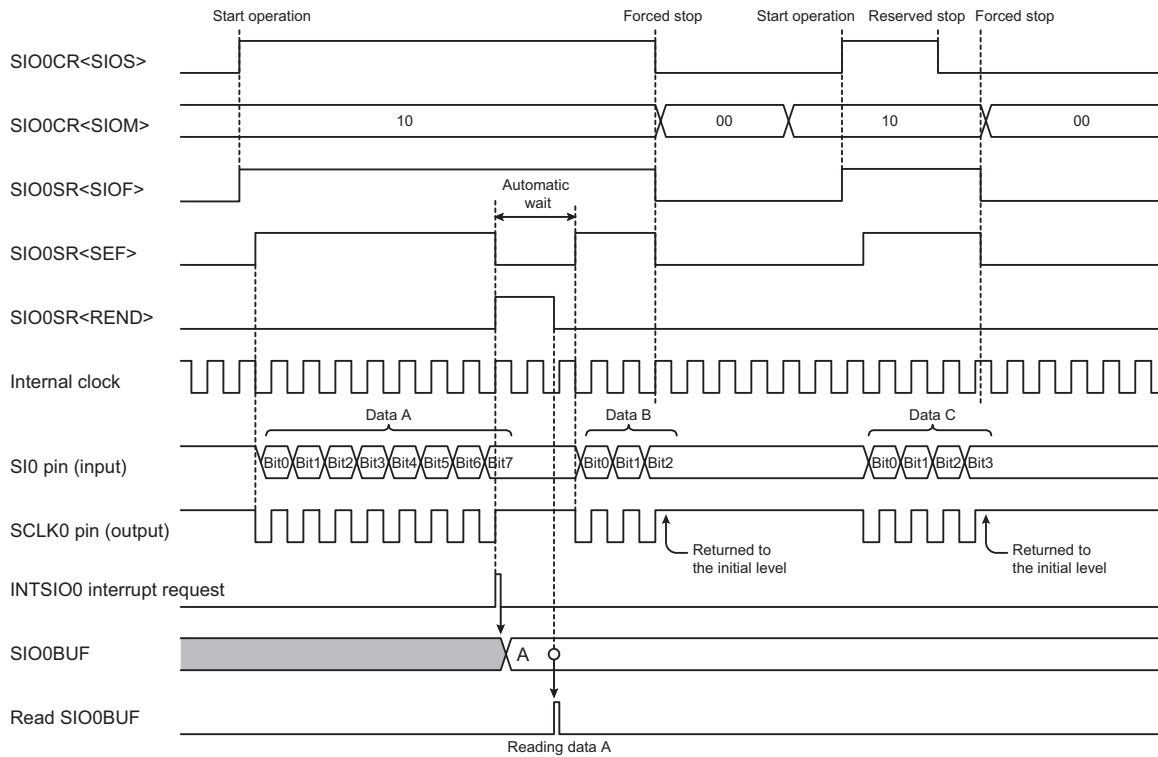 Start operation Forced stop Start operation Reserved stop Forced stop
SIO0CR<SIOS>
SIO0CR<SIOM> 10 00 10 00
SIO0SR<SIOF>
Automatic
wait
SIO0SR<SEF>
SIO0SR<REND>
Internal clock
Data A Data B Data C
SI0 pin (input) Bit0 Bit1 Bit2 Bit3 Bit4 Bit5 Bit6 Bit7 Bit0 Bit1 Bit2 Bit0 Bit1 Bit2 Bit3
SCLK0 pin (output)
Returned to
the initial level
Returned to
the initial level
INTSIO0 interrupt request
SIO0BUF A
Read SIO0BUF
Reading data A